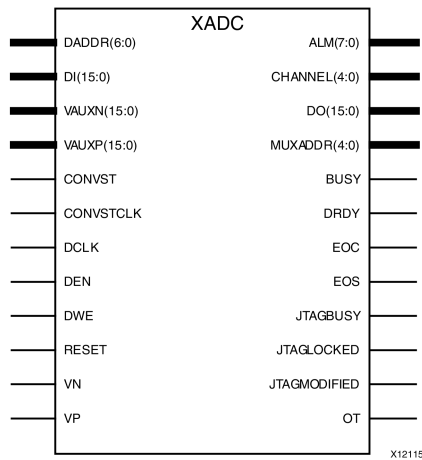 XADC
DADDR(6:0) ALM(7:0)
DI(15:0) CHANNEL(4:0)
VAUXN(15:0) DO(15:0)
VAUXP(15:0) MUXADDR(4:0)
CONVST BUSY
CONVSTCLK DRDY
DCLK EOC
DEN EOS
DWE JTAGBUSY
RESET JTAGLOCKED
VN JTAGMODIFIED
VP OT
X12115